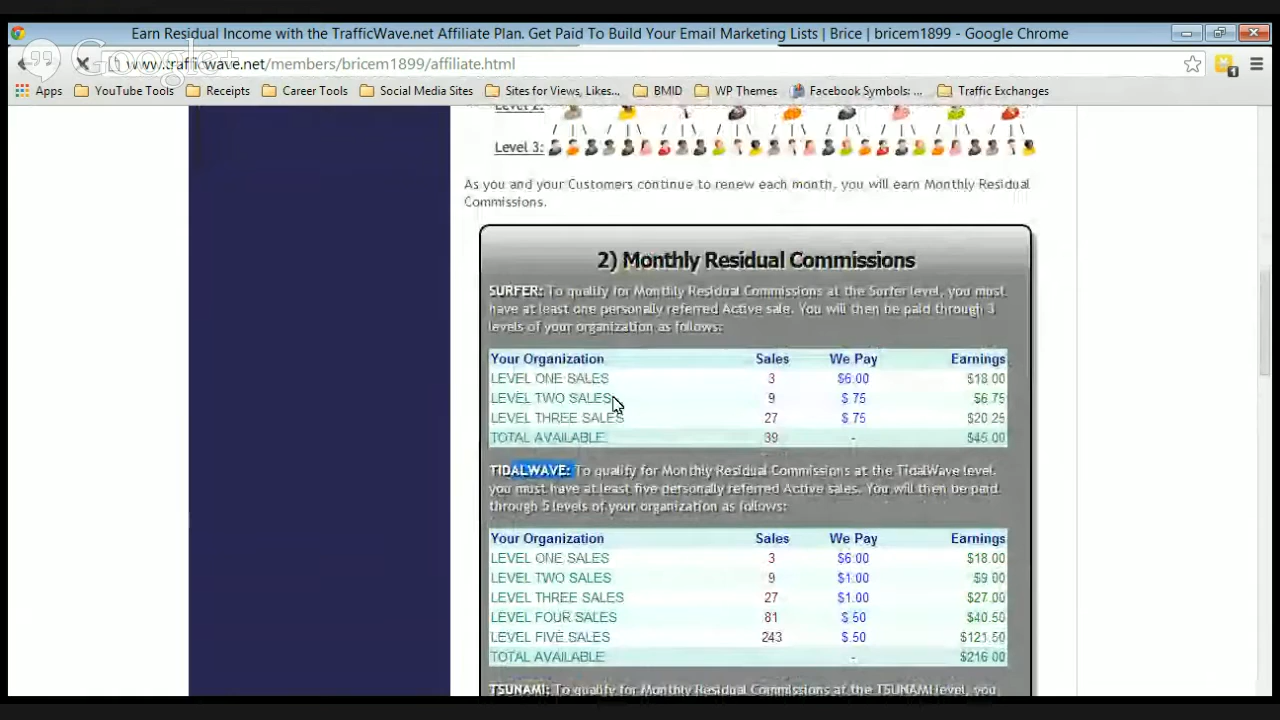 Earn Residual Income with the TrafficWave.net Affiliate Plan. Get Paid To Build Your Email Marketing Lists | Brice | bricem1899 - Google Chrome
Google+
www.trafficwave.net/members/bricem1899/affiliate.html
1
Apps YouTube Tools Receipts Career Tools Social Media Sites Sites for Views, Likes... BMID WP Themes Facebook Symbols: ... Traffic Exchanges
Level 2:
Level 3:
As you and your Customers continue to renew each month, you will earn Monthly Residual
Commissions.
2) Monthly Residual Commissions
SURFER: To qualify for Monthly Residual Commissions at the Surfer level, you must
have at least one personally referred Active sale. You will then be paid through 3
levels of your organization as follows:
Your Organization Sales We Pay Earnings
LEVEL ONE SALES 3 $6.00 $18.00
LEVEL TWO SALES 9 $ 75 $6.75
LEVEL THREE SALES 27 $ 75 $20.25
TOTAL AVAILABLE 39 - $45.00
TIDALWAVE: To qualify for Monthly Residual Commissions at the TidalWave level,
you must have at least five personally referred Active sales. You will then be paid
through 5 levels of your organization as follows:
Your Organization Sales We Pay Earnings
LEVEL ONE SALES 3 $6.00 $18.00
LEVEL TWO SALES 9 $1.00 $9.00
LEVEL THREE SALES 27 $1.00 $27.00
LEVEL FOUR SALES 81 $ 50 $40.50
LEVEL FIVE SALES 243 $ 50 $121.50
TOTAL AVAILABLE - $216.00
TSUNAMI: To qualify for Monthly Residual Commissions at the TSUNAMI level, you